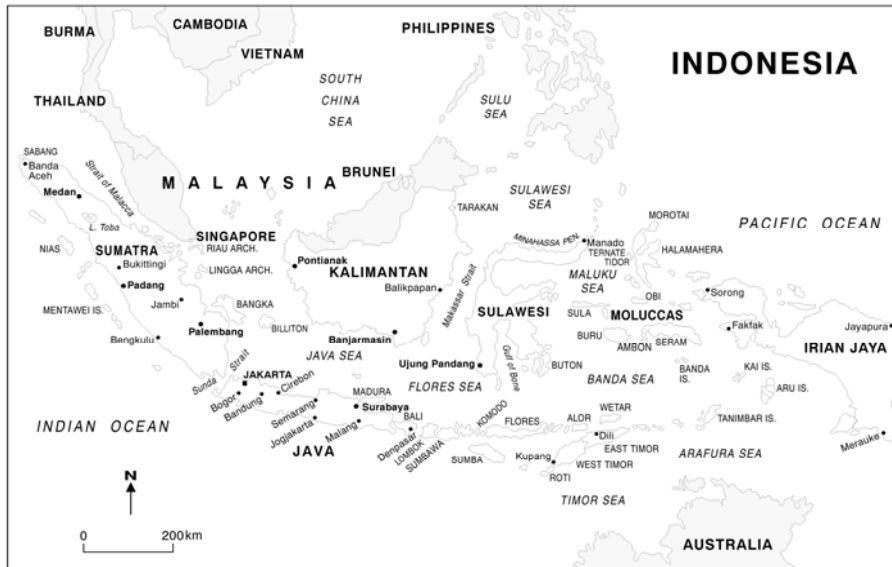 BURMA
CAMBODIA
PHILIPPINES
VIETNAM
INDONESIA
SOUTH
CHINA
SEA
THAILAND
SULU
SEA
SABANG
Banda
Aceh
Strait of Malacca
BRUNEI
MALAYSIA
Medan
SULAWESI
SEA
TARAKAN
MOROTAI
PACIFIC OCEAN
L. Toba
SINGAPORE
RIAU ARCH.
MINAHASSA PEN.
Manado
TERNATE
TIDOR
HALAMAHERA
NIAS
SUMATRA
Bukittingi
LINGGA ARCH.
Pontianak
KALIMANTAN
Makassar Strait
MALUKU
SEA
Padang
Balikpapan
OBI
Sorong
MENTAWEI IS.
Jambi
BANGKA
SULAWESI
SULA
MOLUCCAS
Palembang
BILLITON
Banjarmasin
BURU
SERAM
AMBON
Fakfak
Jayapura
Bengkulu
JAVA SEA
IRIAN JAYA
Sunda Strait
Ujung Pandang
Gulf of Bone
BUTON
BANDA
IS.
KAI IS.
JAKARTA
Cirebon
MADURA
FLORES SEA
BANDA SEA
ARU IS.
Bogor
Bandung
Semarang
Surabaya
BALI
KOMODO
FLORES
ALOR
WETAR
TANIMBAR IS.
INDIAN OCEAN
Jogjakarta
Malang
Denpasar
LOMBOK
SUMBAWA
Dili
EAST TIMOR
Merauke
JAVA
SUMBA
Kupang
WEST TIMOR
ARAFURA SEA
ROTI
N
TIMOR SEA
0 200km
AUSTRALIA